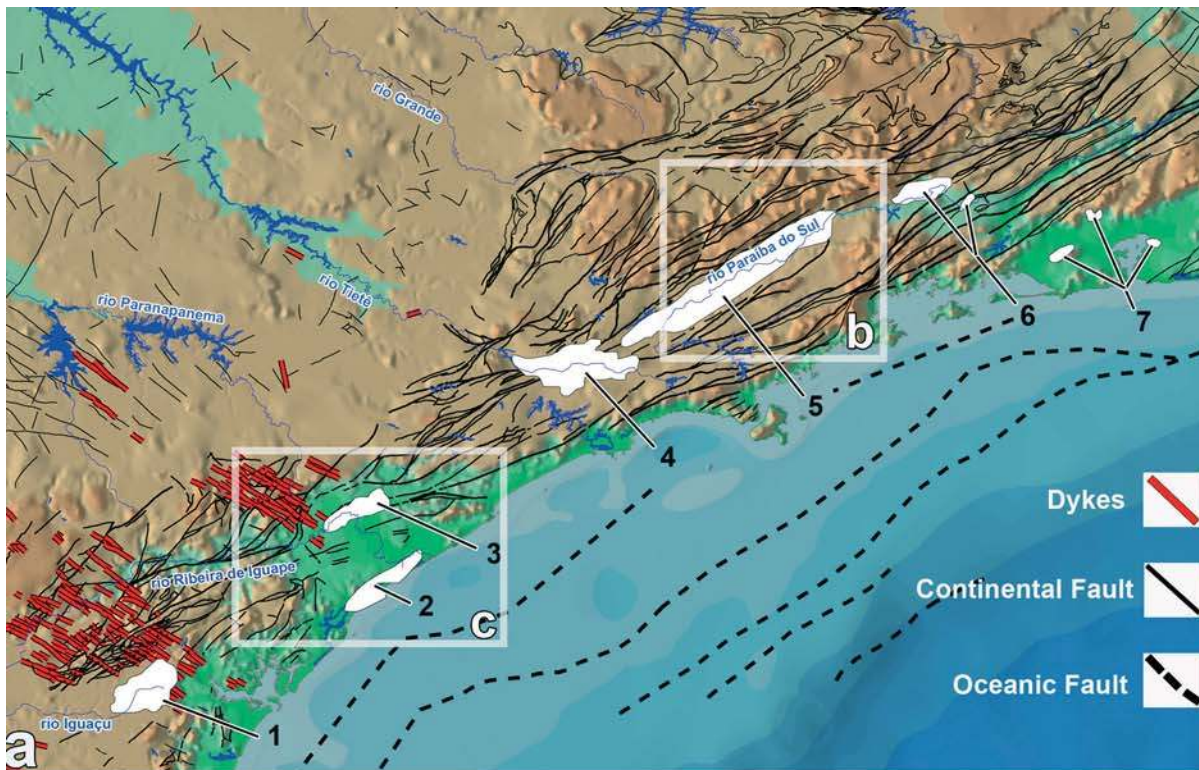 rio Grande
rio Paraíba do Sul
rio Tietê
rio Paranapanema
b
6
7
5
4
Dykes
3
rio Ribeira de Iguape
2
c
Continental Fault
Oceanic Fault
rio Iguaçu
1
a